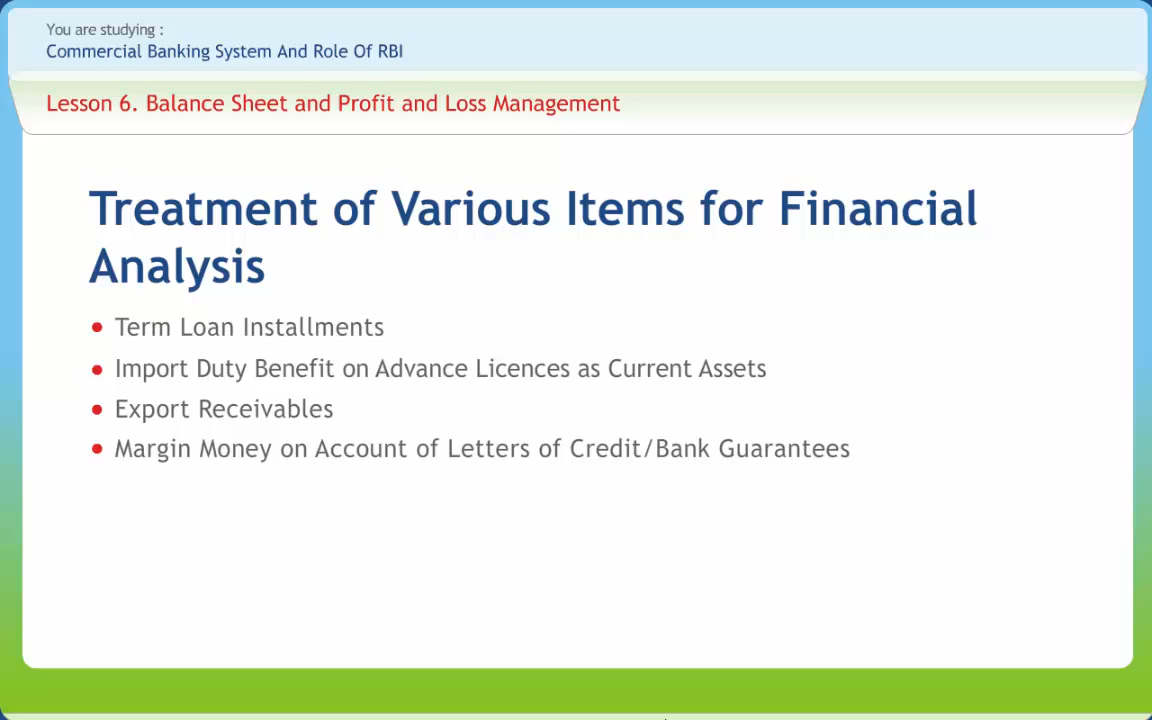 You are studying :
Commercial Banking System And Role Of RBI
Lesson 6. Balance Sheet and Profit and Loss Management
Treatment of Various Items for Financial
Analysis
• Term Loan Installments
• Import Duty Benefit on Advance Licences as Current Assets
• Export Receivables
• Margin Money on Account of Letters of Credit/Bank Guarantees